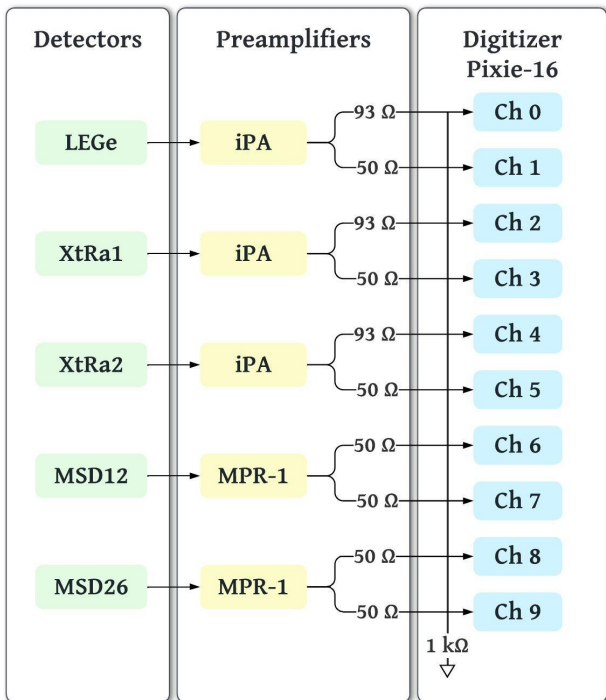 Detectors
Preamplifiers
Digitizer
Pixie-16
LEGe
iPA
93 Ω
Ch 0
50 Ω
Ch 1
XtRa1
iPA
93 Ω
Ch 2
50 Ω
Ch 3
XtRa2
iPA
93 Ω
Ch 4
50 Ω
Ch 5
MSD12
MPR-1
50 Ω
Ch 6
50 Ω
Ch 7
MSD26
MPR-1
50 Ω
Ch 8
50 Ω
Ch 9
1 kΩ